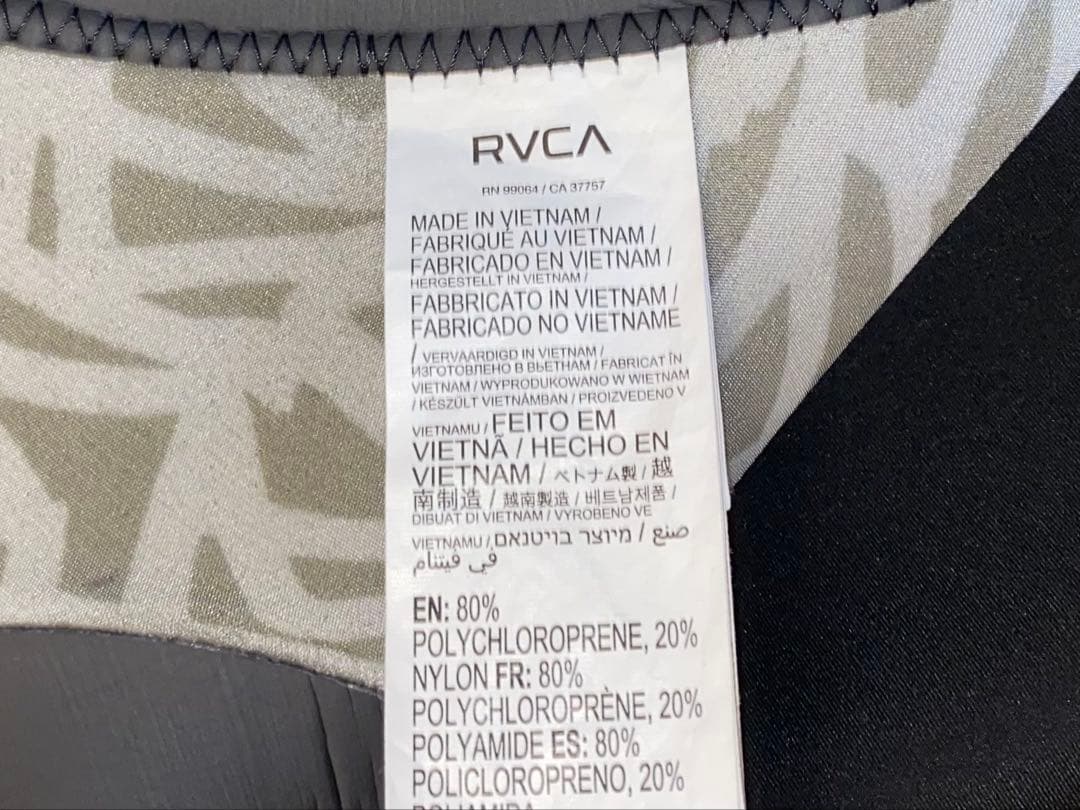 RVCA
RN 99064 / CA 37757
MADE IN VIETNAM /
FABRIQUÉ AU VIETNAM /
FABRICADO EN VIETNAM /
HERGESTELLT IN VIETNAM /
FABBRICATO IN VIETNAM /
FABRICADO NO VIETNAME
/ VERVAARDIGD IN VIETNAM /
ИЗГОТОВЛЕНО В ВЬЕТНАМ / FABRICAT ÎN
VIETNAM / WYPRODUKOWANO W WIETNAM
/ KÉSZÜLT VIETNÁMBAN / PROIZVEDENO V
VIETNAMU / FEITO EM
VIETNÃ / HECHO EN
VIETNAM / ベトナム製 / 越
南制造 / 越南製造 / 베트남제품 /
DIBUAT DI VIETNAM / VYROBENO VE
VIETNAMU / מיוצר בויטנאם / صنع
في فيتنام
EN: 80%
POLYCHLOROPRENE, 20%
NYLON FR: 80%
POLYCHLOROPRÈNE, 20%
POLYAMIDE ES: 80%
POLICLOROPRENO, 20%
POLIAMIDA